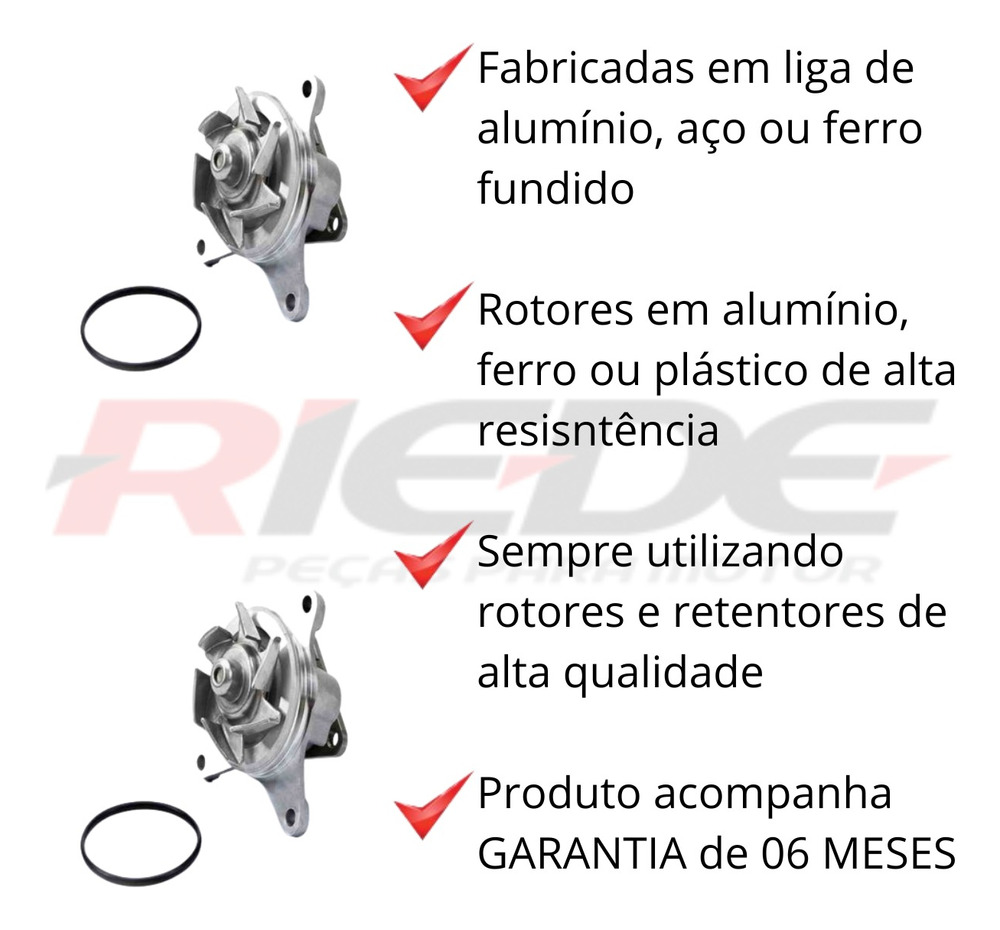 Fabricadas em liga de
alumínio, aço ou ferro
fundido
Rotores em alumínio,
ferro ou plástico de alta
resisntência
RIEDE
PEÇAS PARA MOTOR
Sempre utilizando
rotores e retentores de
alta qualidade
Produto acompanha
GARANTIA de 06 MESES